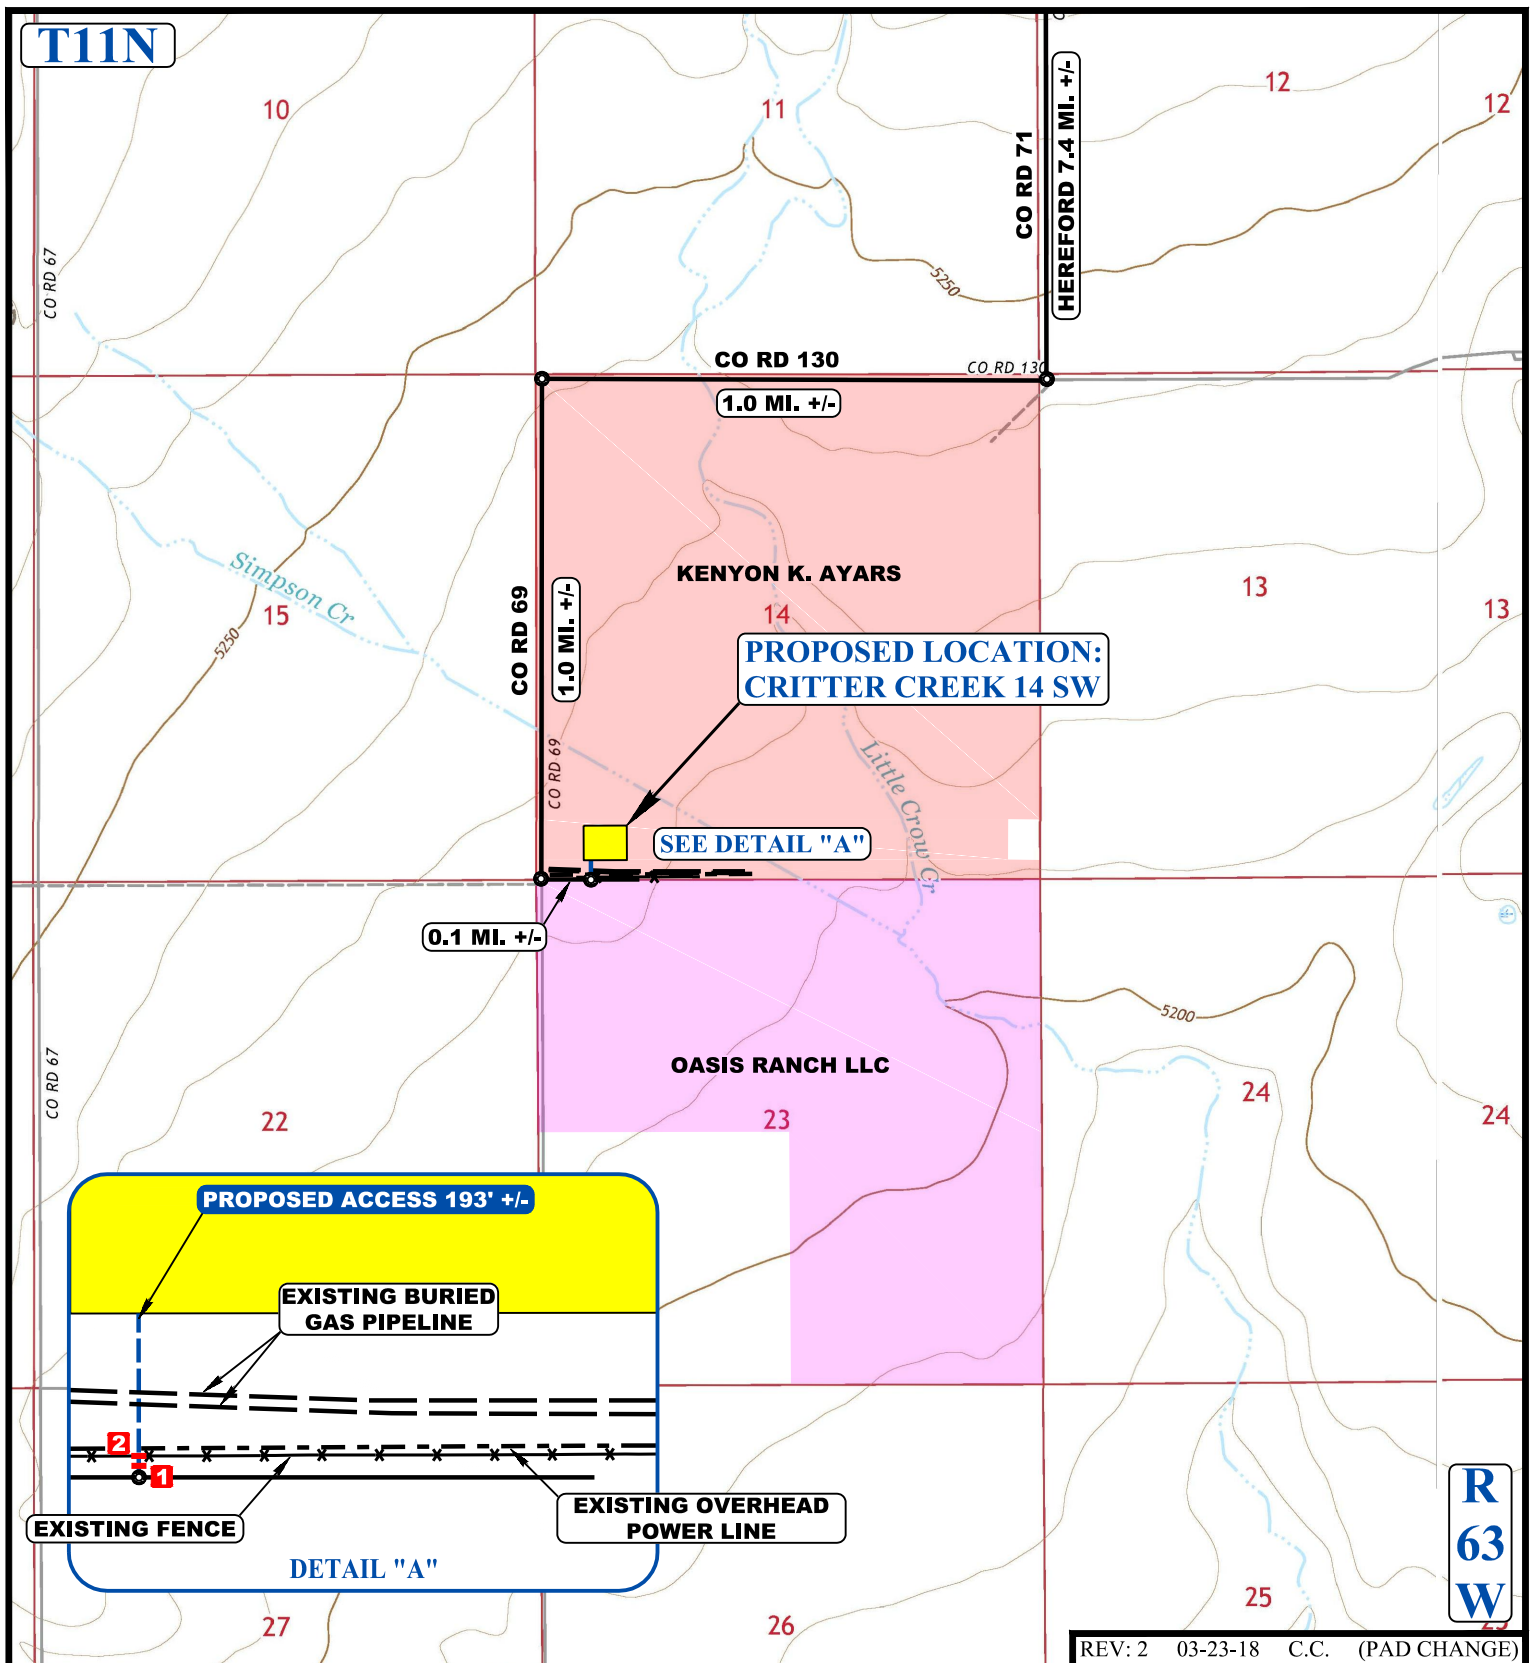 T11N
10
11
12
12
CO RD 71
HEREFORD 7.4 MI. +/-
CO RD 67
5250
CO RD 130
CO RD 130
1.0 MI. +/-
KENYON K. AYARS
Simpson Cr
15
14
13
13
5250
CO RD 69
1.0 MI. +/-
PROPOSED LOCATION:
CRITTER CREEK 14 SW
CO RD 69
Little Crow Cr
SEE DETAIL "A"
0.1 MI. +/-
5200
CO RD 67
OASIS RANCH LLC
22
23
24
24
PROPOSED ACCESS 193' +/-
EXISTING BURIED
GAS PIPELINE
2
1
EXISTING FENCE
EXISTING OVERHEAD
POWER LINE
DETAIL "A"
R
63
W
27
26
25
REV: 2 03-23-18 C.C. (PAD CHANGE)